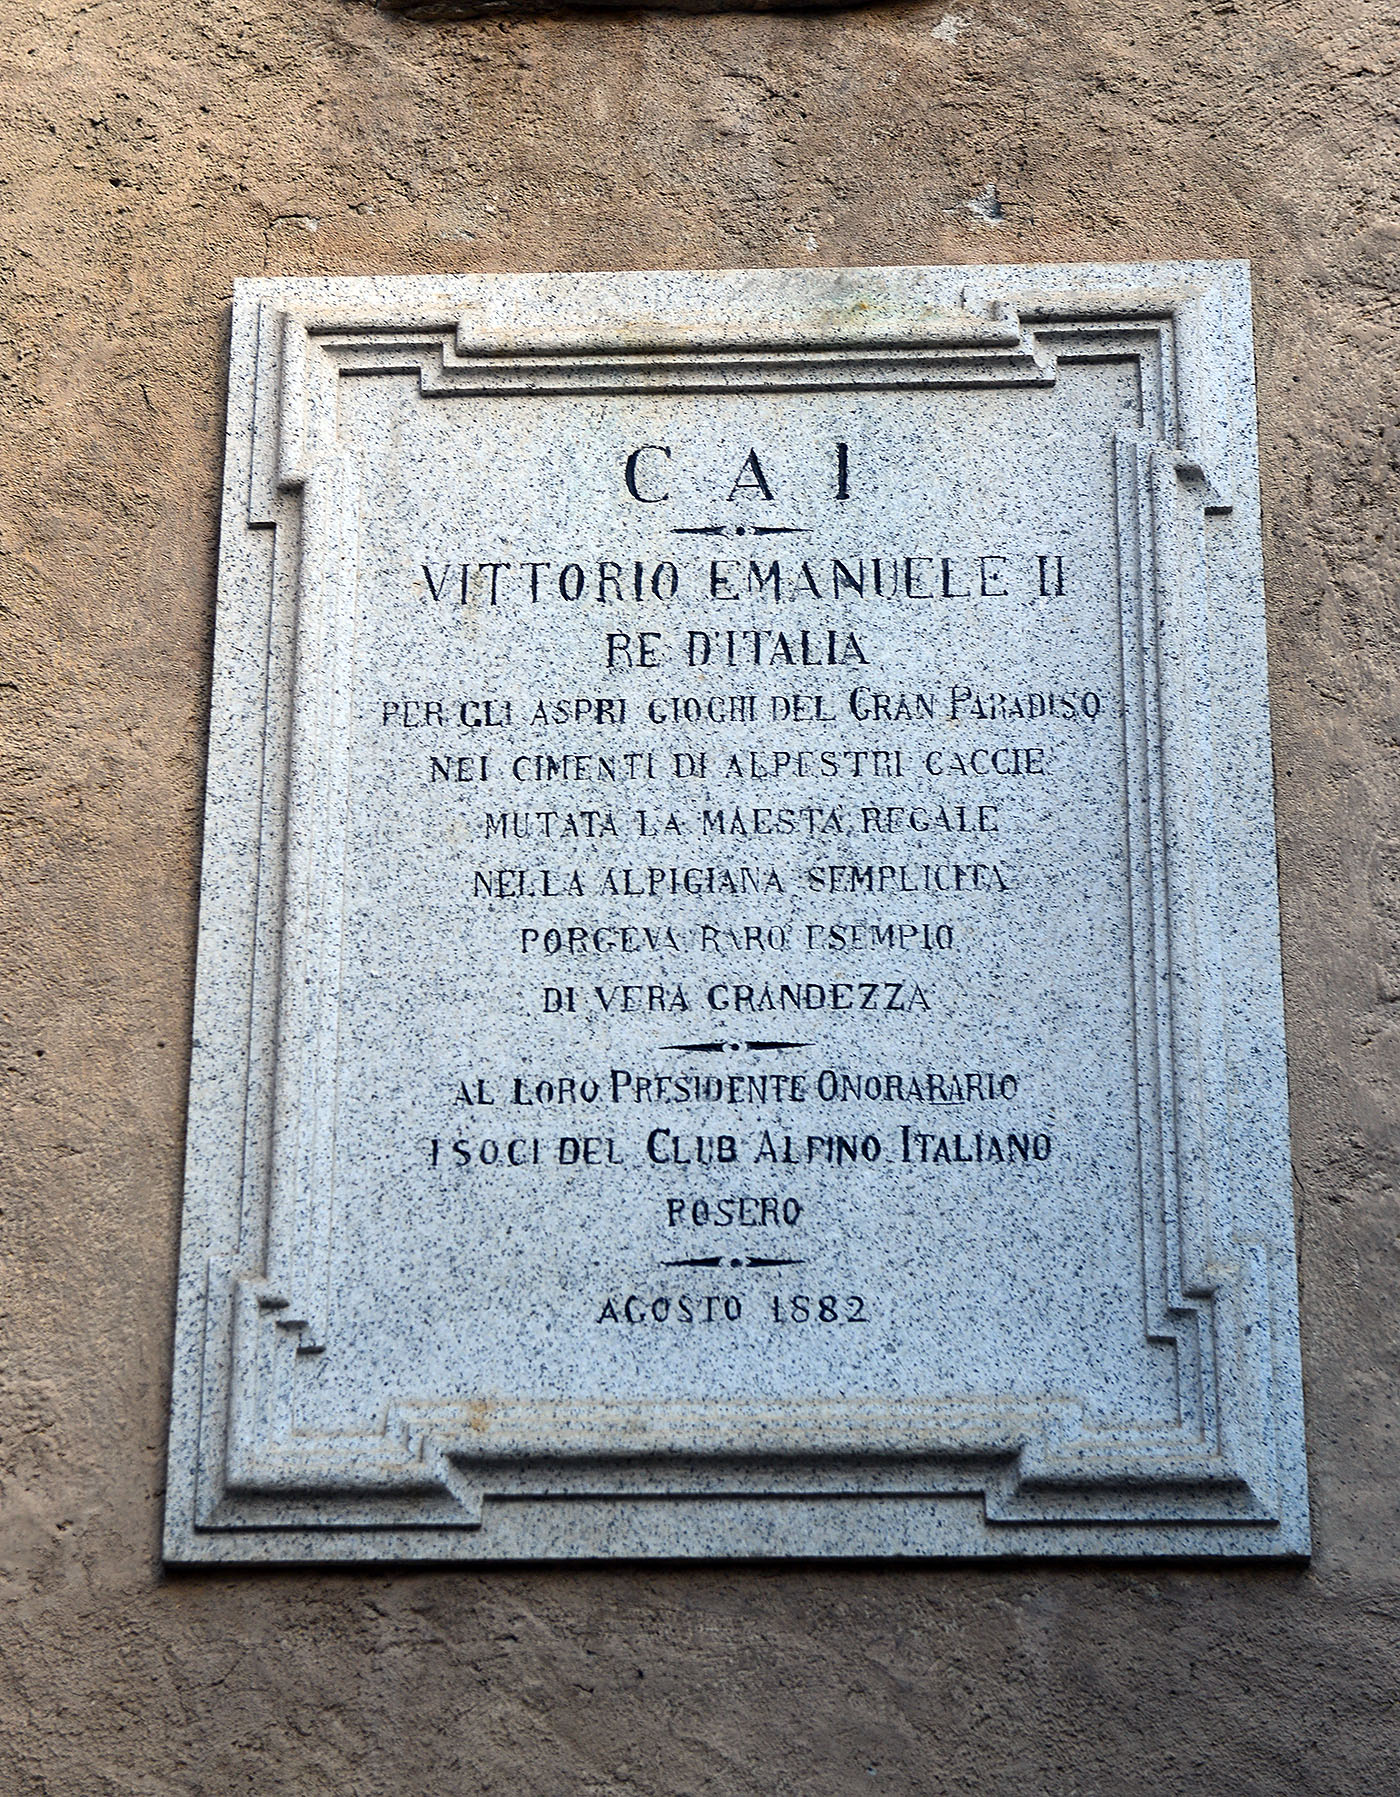 C A I
VITTORIO EMANUELE II
RE D'ITALIA
PER GLI ASPRI GIOGHI DEL GRAN PARADISO
NEI CIMENTI DI ALPESTRI CACCIE
MUTATA LA MAESTÀ REGALE
NELLA ALPIGIANA SEMPLICITÀ
PORGEVA RARO ESEMPIO
DI VERA GRANDEZZA
AL LORO PRESIDENTE ONORARARIO
I SOCI DEL CLUB ALPINO ITALIANO
POSERO
AGOSTO 1882